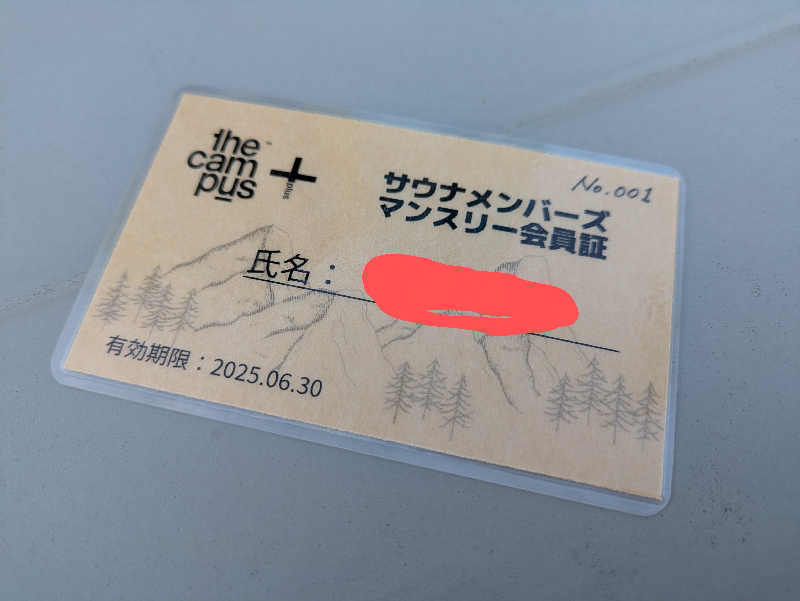 the
cam
pus
plus
No.001
サウナメンバーズ
マンスリー会員証
氏名：
有効期限：2025.06.30